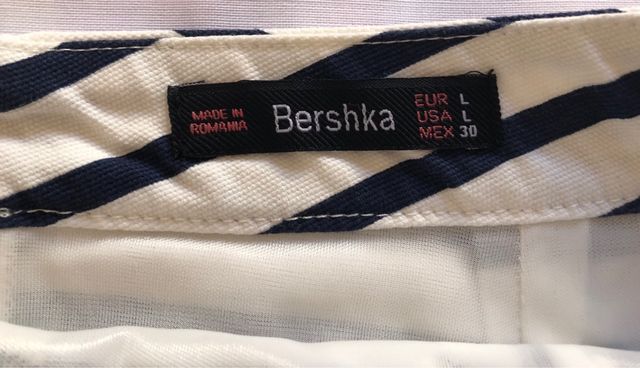 MADE IN
ROMANIA
Bershka
EUR L
USA L
MEX 30